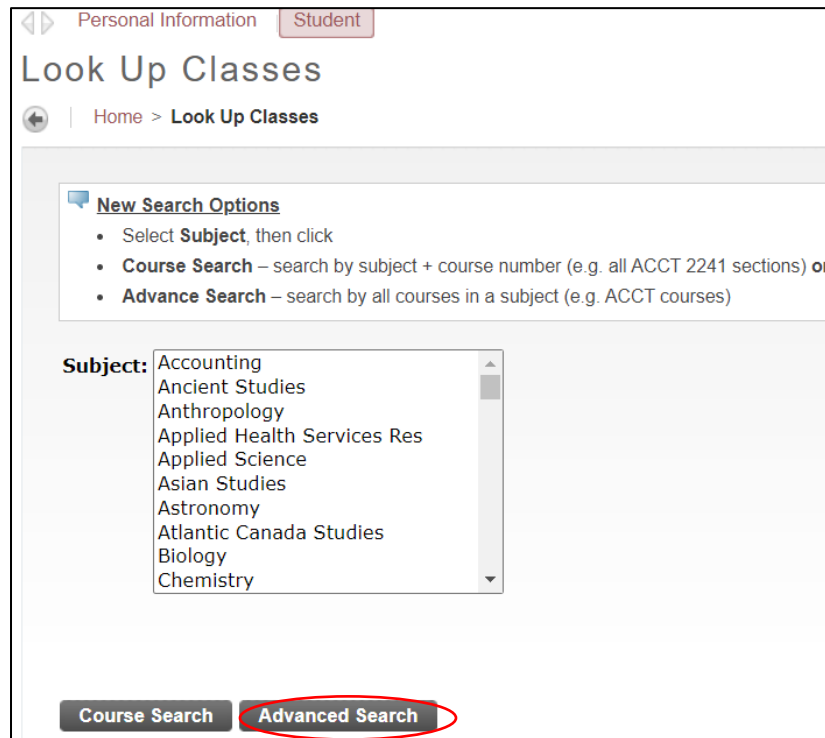 Personal Information Student
Look Up Classes
Home > Look Up Classes
New Search Options
• Select Subject, then click
• Course Search – search by subject + course number (e.g. all ACCT 2241 sections) or
• Advance Search – search by all courses in a subject (e.g. ACCT courses)
Subject: Accounting
Ancient Studies
Anthropology
Applied Health Services Res
Applied Science
Asian Studies
Astronomy
Atlantic Canada Studies
Biology
Chemistry
Course Search Advanced Search